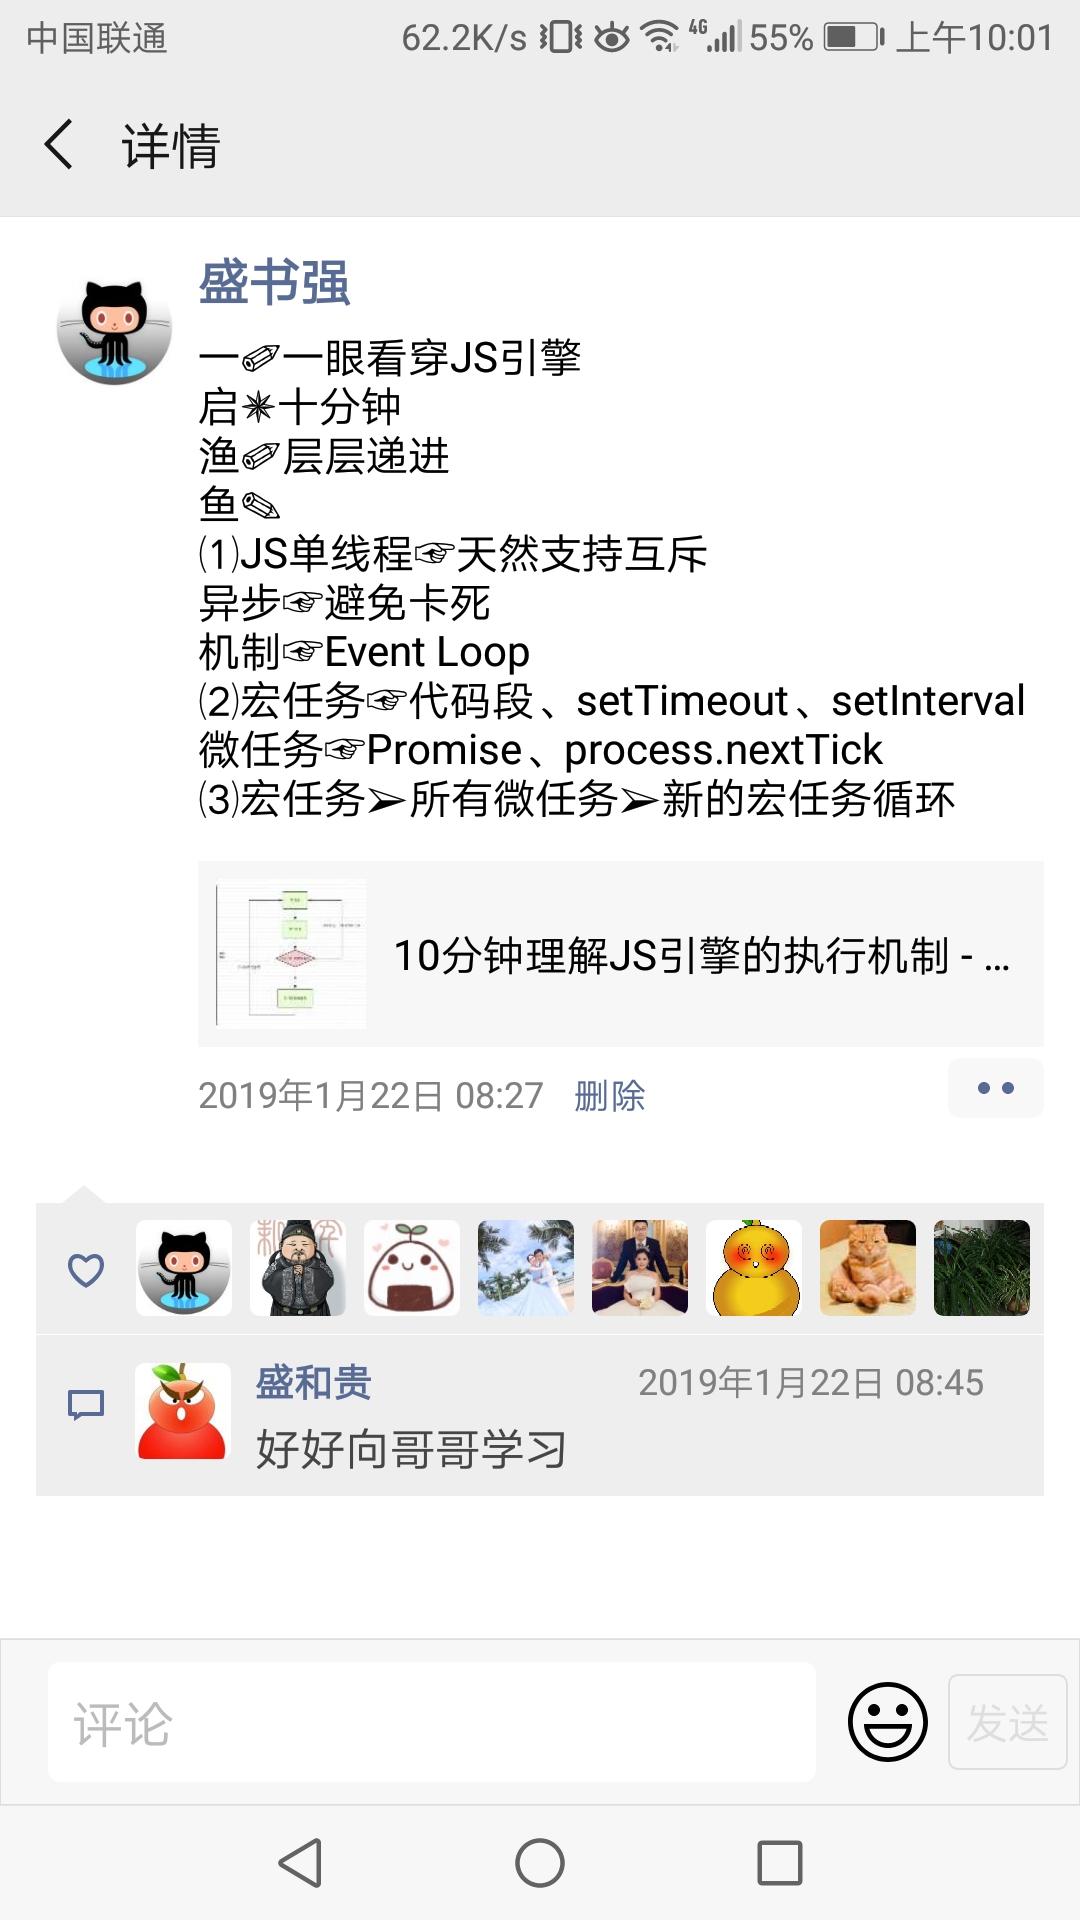 中国联通 62.2K/s 4G 55% 上午10:01
详情
盛书强
一✐一眼看穿JS引擎
启✴十分钟
渔✐层层递进
鱼✎
⑴JS单线程☞天然支持互斥
异步☞避免卡死
机制☞Event Loop
⑵宏任务☞代码段、setTimeout、setInterval
微任务☞Promise、process.nextTick
⑶宏任务➢所有微任务➢新的宏任务循环
10分钟理解JS引擎的执行机制 - ...
2019年1月22日 08:27 删除
盛和贵 2019年1月22日 08:45
好好向哥哥学习
评论 发送